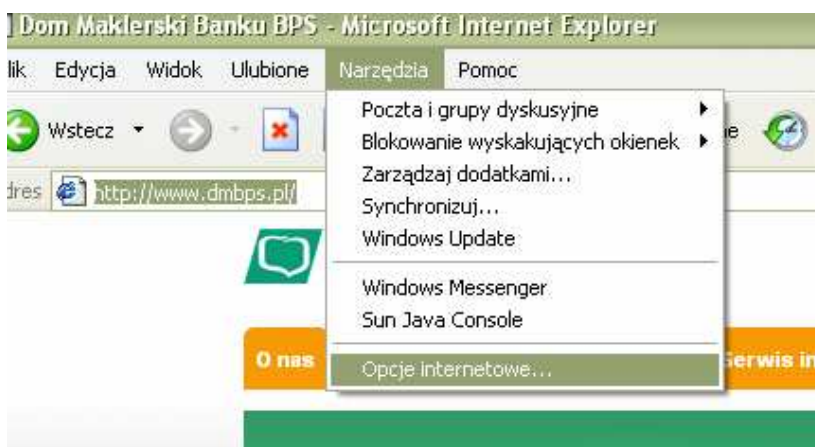 Dom Maklerski Banku BPS - Microsoft Internet Explorer
lik Edycja Widok Ulubione Narzędzia Pomoc
Wstecz
Poczta i grupy dyskusyjne
Blokowanie wyskakujących okienek
Zarządzaj dodatkami...
Synchronizuj...
Windows Update
Windows Messenger
Sun Java Console
Opcje internetowe...
ne
dres http://www.dmbps.pl/
O nas
Serwis in